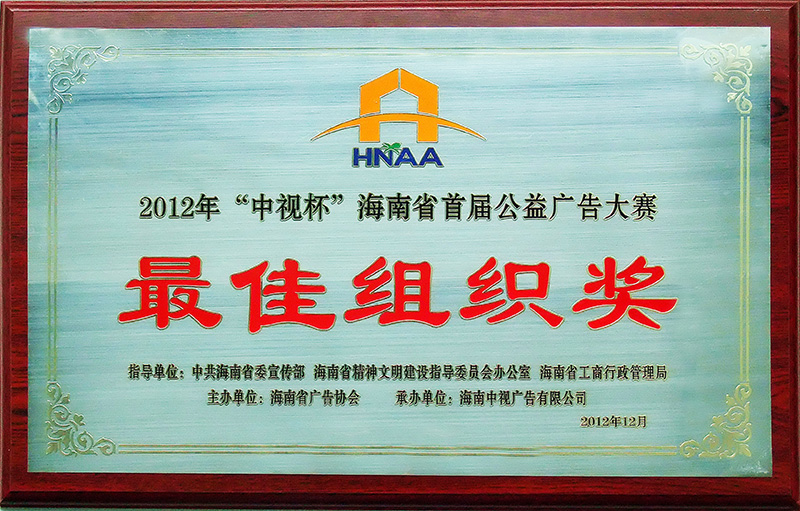 HNAA
2012年“中视杯”海南省首届公益广告大赛
最佳组织奖
指导单位：中共海南省委宣传部 海南省精神文明建设指导委员会办公室 海南省工商行政管理局
主办单位：海南省广告协会 承办单位：海南中视广告有限公司
2012年12月